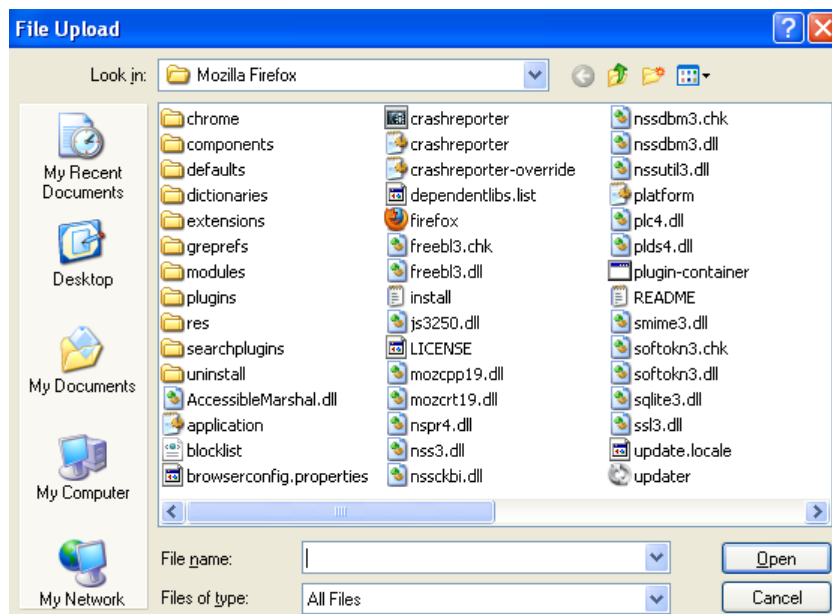 File Upload
Look in:
Mozilla Firefox
My Recent
Documents
Desktop
My Documents
My Computer
My Network
chrome
components
defaults
dictionaries
extensions
greprefs
modules
plugins
res
searchplugins
uninstall
AccessibleMarshal.dll
application
blocklist
browserconfig.properties
crashreporter
crashreporter
crashreporter-override
dependentlibs.list
firefox
freebl3.chk
freebl3.dll
install
js3250.dll
LICENSE
mozcpp19.dll
mozcrt19.dll
nspr4.dll
nss3.dll
nssckbi.dll
nssdbm3.chk
nssdbm3.dll
nssutil3.dll
platform
plc4.dll
plds4.dll
plugin-container
README
smime3.dll
softokn3.chk
softokn3.dll
sqlite3.dll
ssl3.dll
update.locale
updater
File name:
Open
Files of type:
All Files
Cancel